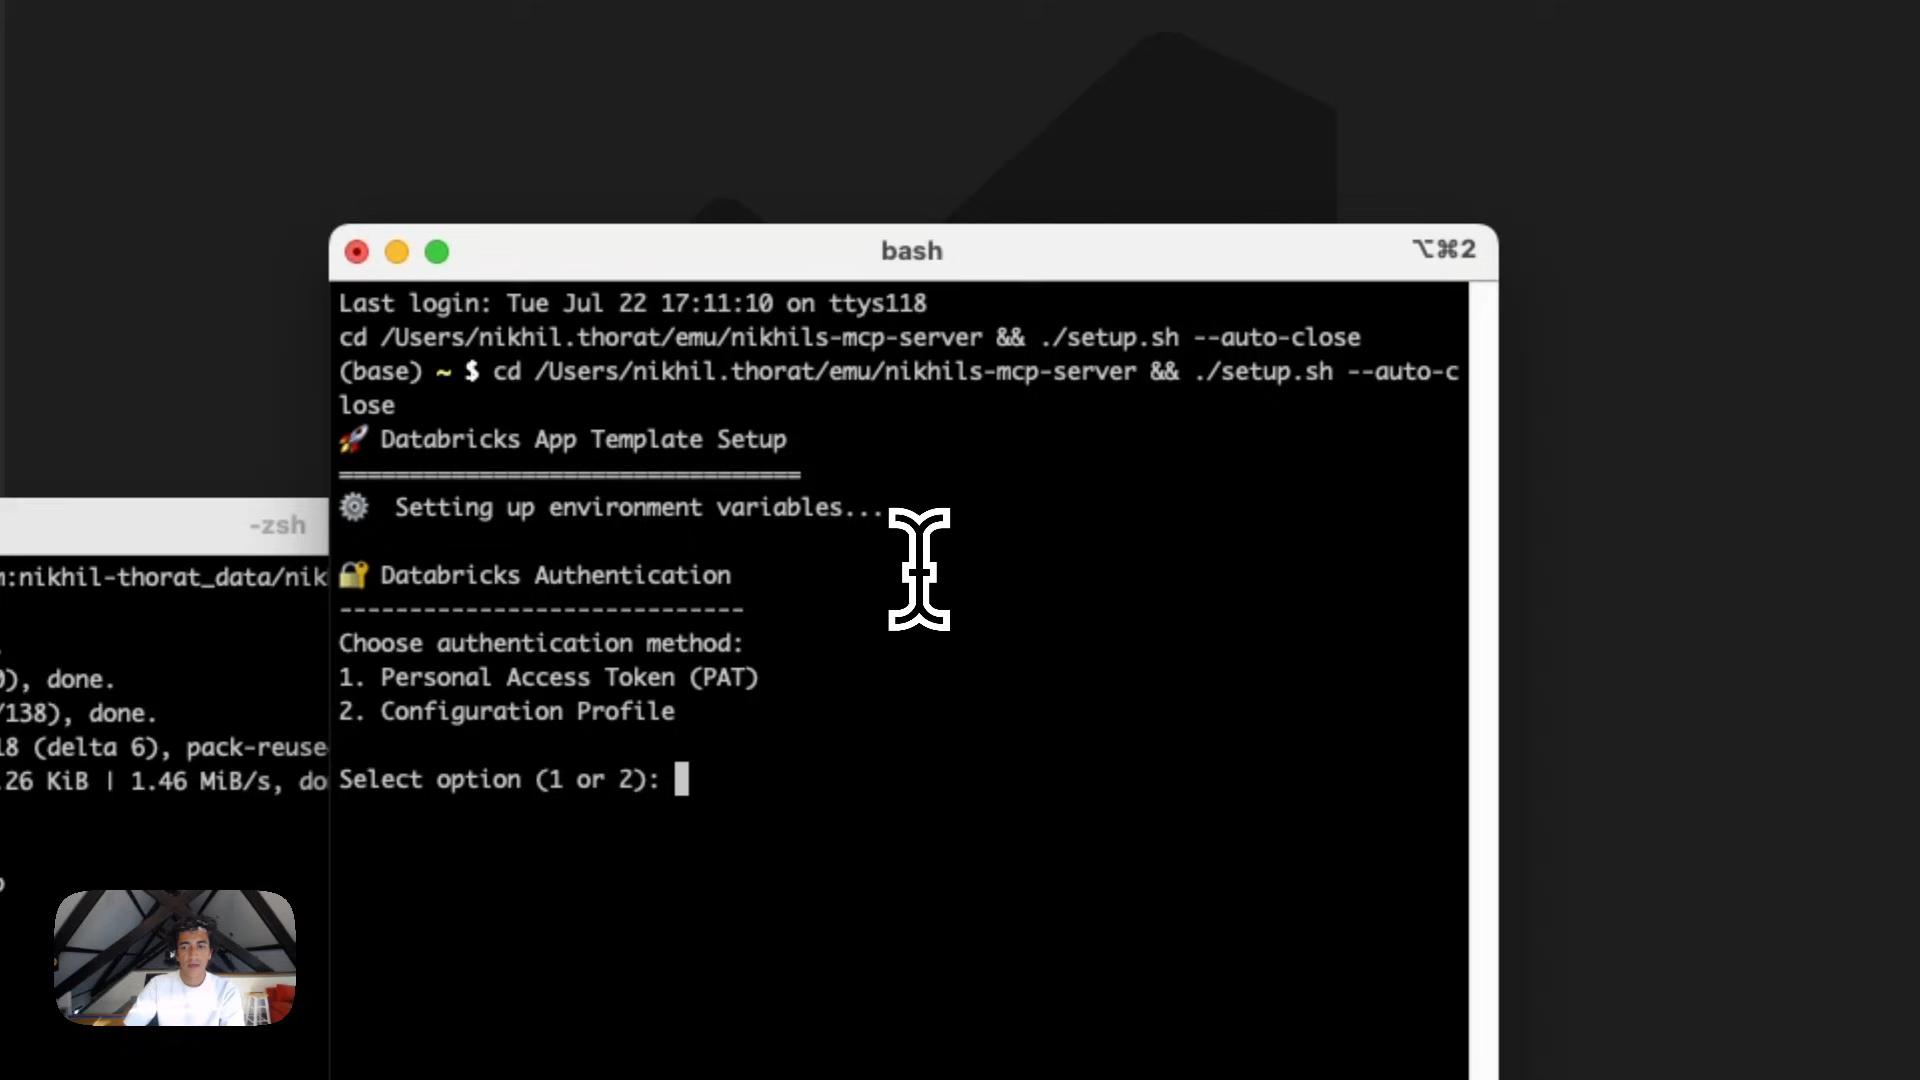 bash
⌥⌘2
Last login: Tue Jul 22 17:11:10 on ttys118
cd /Users/nikhil.thorat/emu/nikhils-mcp-server && ./setup.sh --auto-close
(base) ~ $ cd /Users/nikhil.thorat/emu/nikhils-mcp-server && ./setup.sh --auto-c
lose
🚀 Databricks App Template Setup
=================================
⚙️ Setting up environment variables...
🔐 Databricks Authentication
-----------------------------
Choose authentication method:
1. Personal Access Token (PAT)
2. Configuration Profile
Select option (1 or 2):
-zsh
:nikhil-thorat_data/nik
), done.
/138), done.
18 (delta 6), pack-reuse
.26 KiB | 1.46 MiB/s, do